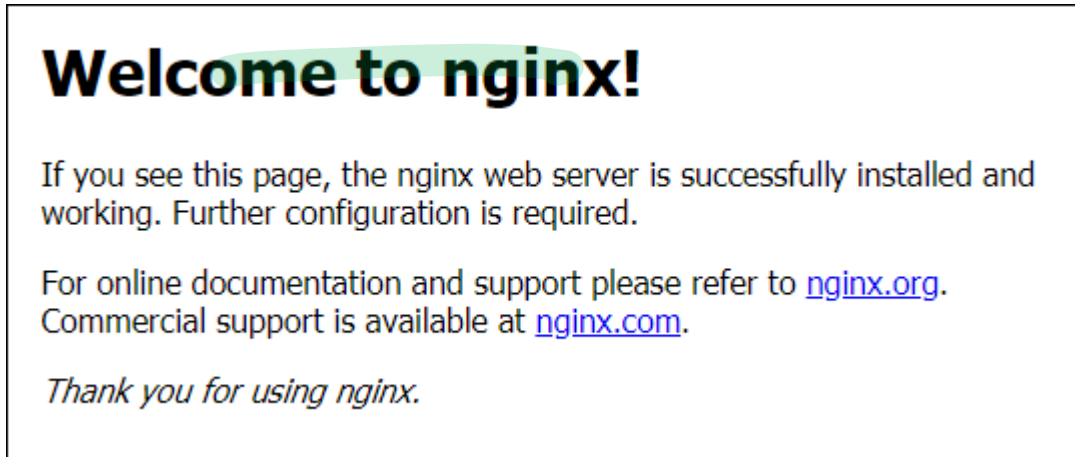 Welcome to nginx!
If you see this page, the nginx web server is successfully installed and
working. Further configuration is required.
For online documentation and support please refer to nginx.org.
Commercial support is available at nginx.com.
Thank you for using nginx.